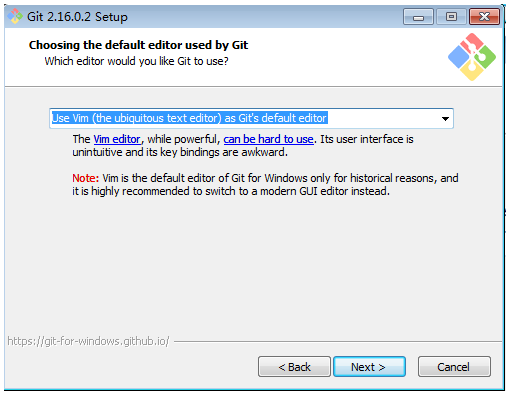 Git 2.16.0.2 Setup
Choosing the default editor used by Git
Which editor would you like Git to use?
Use Vim (the ubiquitous text editor) as Git's default editor
The Vim editor, while powerful, can be hard to use. Its user interface is
unintuitive and its key bindings are awkward.
Note: Vim is the default editor of Git for Windows only for historical reasons, and
it is highly recommended to switch to a modern GUI editor instead.
https://git-for-windows.github.io/
< Back Next > Cancel